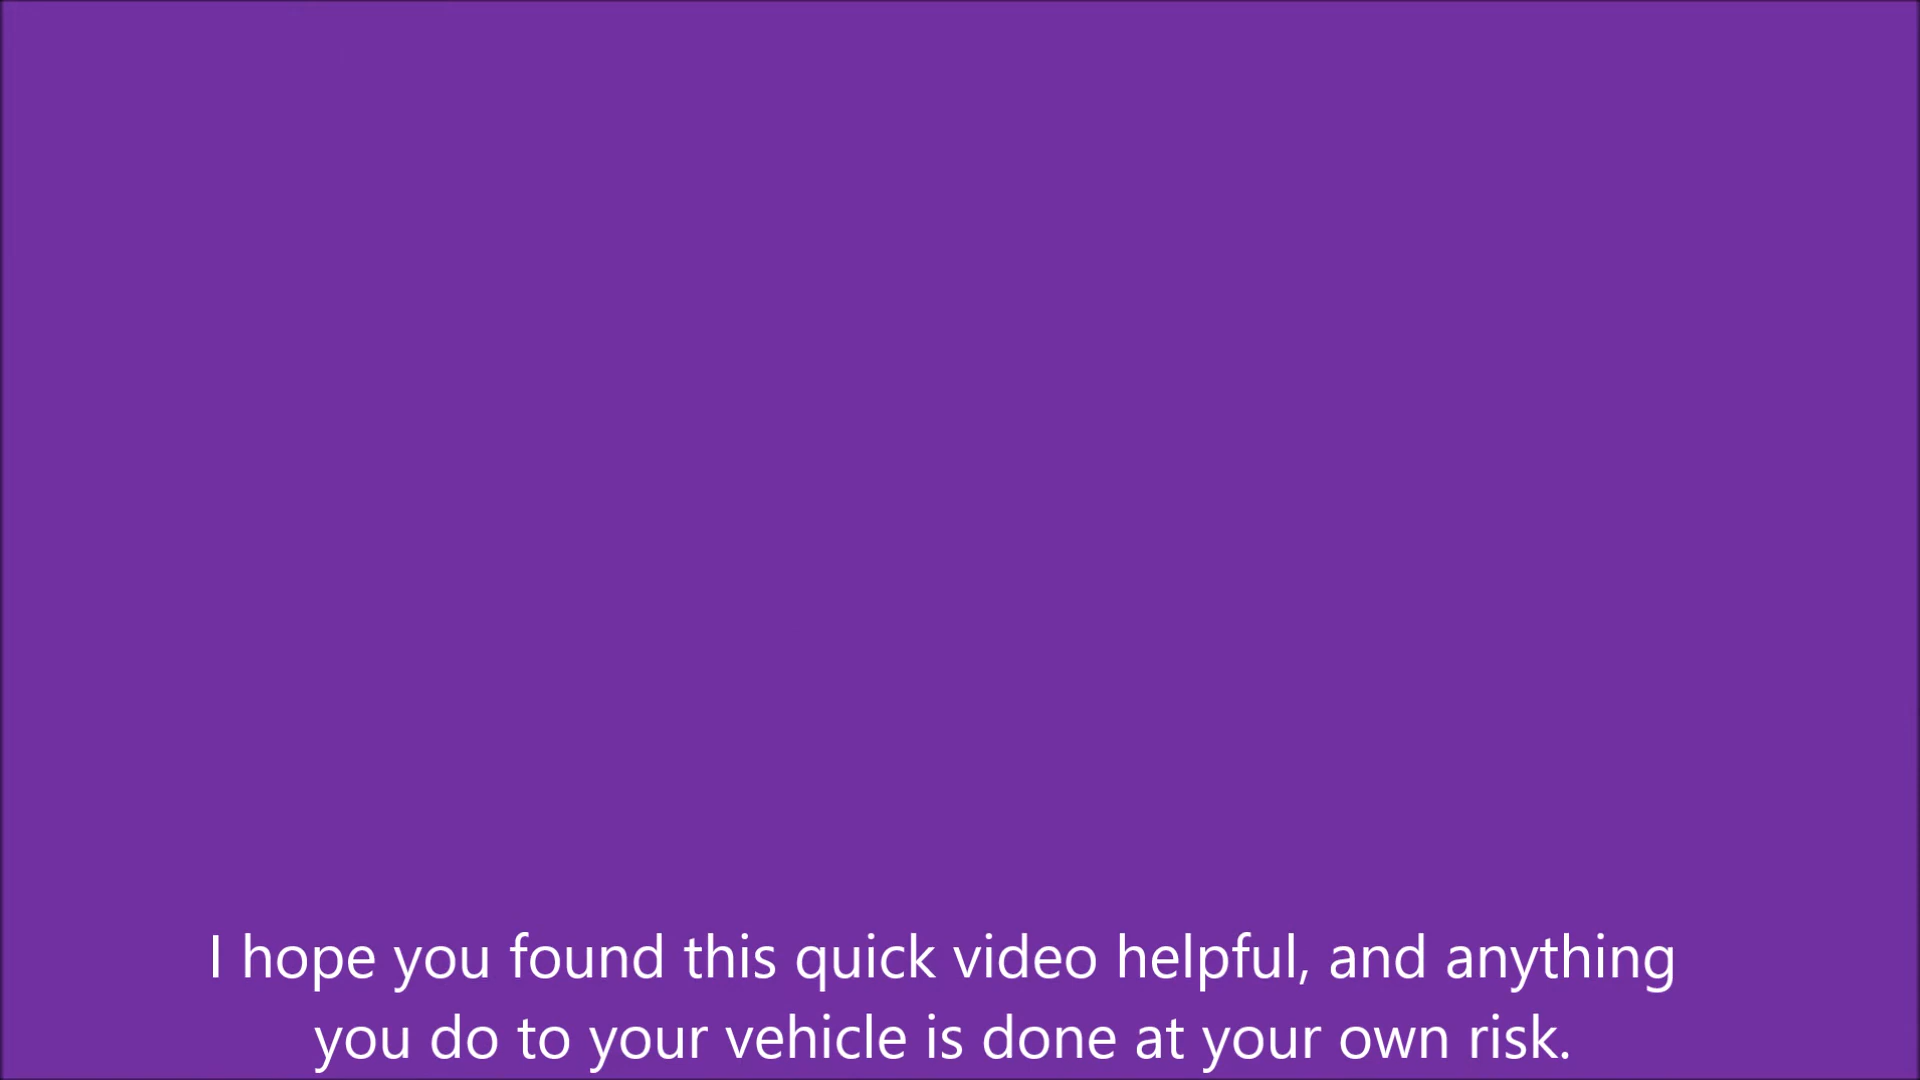 I hope you found this quick video helpful, and anything
you do to your vehicle is done at your own risk.